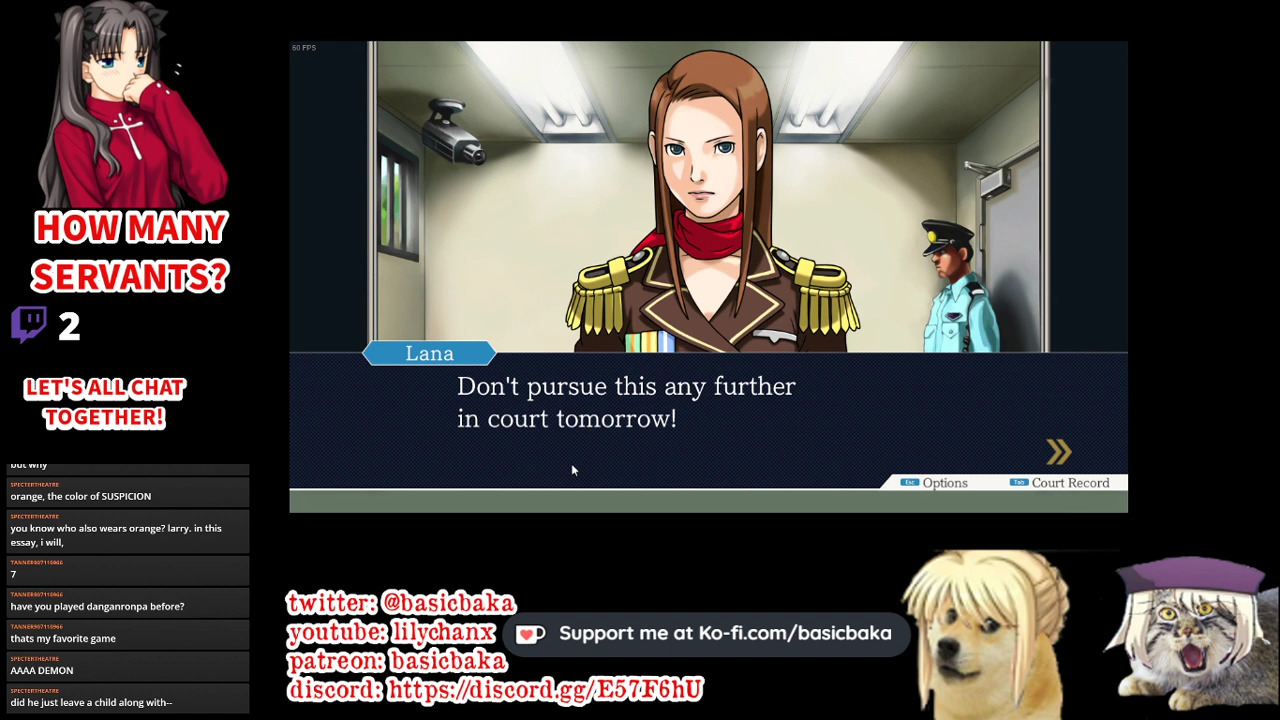 60 FPS
HOW MANY
SERVANTS?
2
LET'S ALL CHAT
TOGETHER!
but why
SPECTERTHEATRE
orange, the color of SUSPICION
SPECTERTHEATRE
you know who also wears orange? larry. in this
essay, i will,
TANNER987115966
7
TANNER987115966
have you played danganronpa before?
TANNER987115966
thats my favorite game
SPECTERTHEATRE
AAAA DEMON
SPECTERTHEATRE
did he just leave a child along with--
Lana
Don't pursue this any further
in court tomorrow!
Esc Options Tab Court Record
twitter: @basicbaka
youtube: lilychanx
patreon: basicbaka
discord: https://discord.gg/E57F6hU
Support me at Ko-fi.com/basicbaka